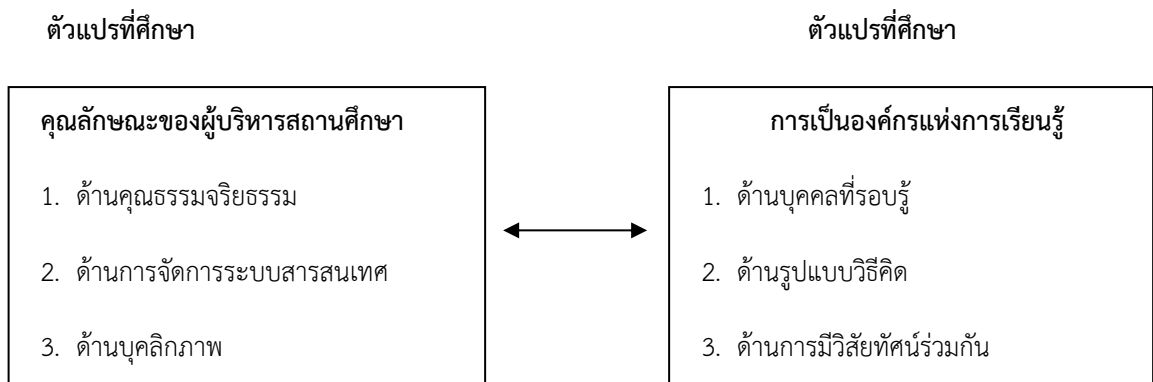 ตัวแปรที่ศึกษา
ตัวแปรที่ศึกษา
คุณลักษณะของผู้บริหารสถานศึกษา
1. ด้านคุณธรรมจริยธรรม
2. ด้านการจัดการระบบสารสนเทศ
3. ด้านบุคลิกภาพ
การเป็นองค์กรแห่งการเรียนรู้
1. ด้านบุคคลที่รอบรู้
2. ด้านรูปแบบวิธีคิด
3. ด้านการมีวิสัยทัศน์ร่วมกัน